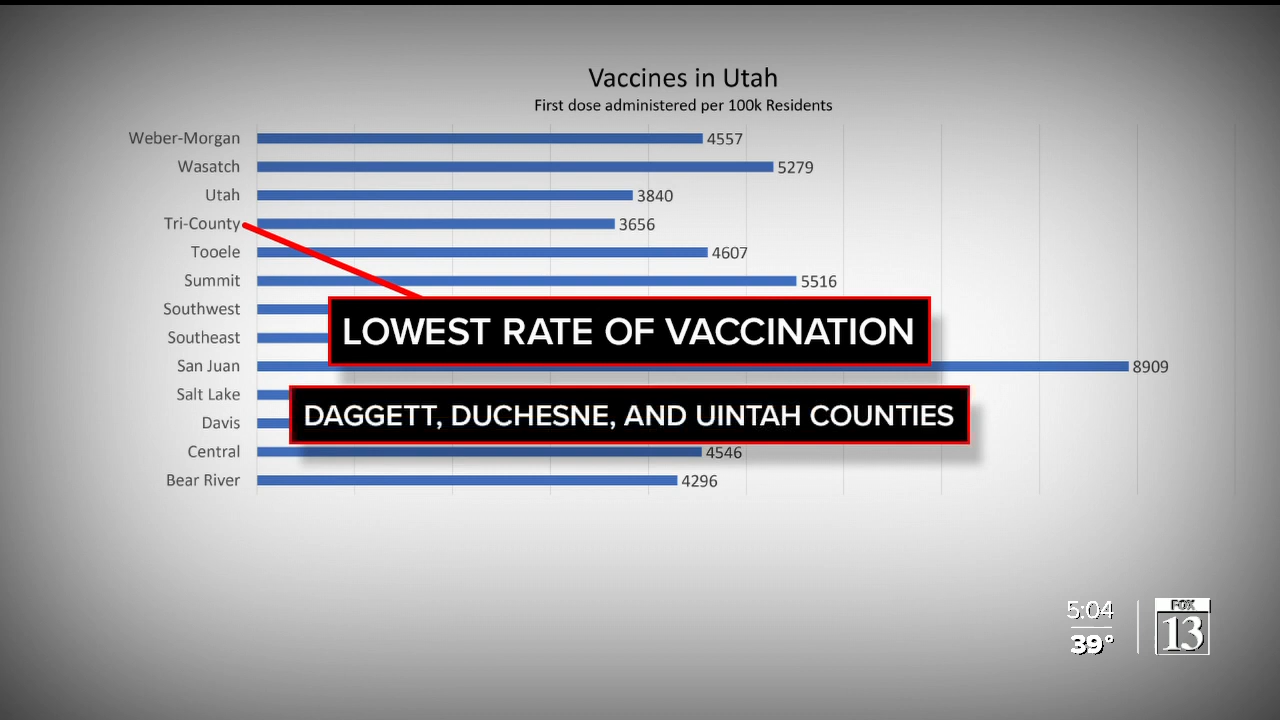 Vaccines in Utah
First dose administered per 100k Residents
Weber-Morgan 4557
Wasatch 5279
Utah 3840
Tri-County 3656
Tooele 4607
Summit 5516
Southwest
LOWEST RATE OF VACCINATION
Southeast
San Juan 8909
Salt Lake
DAGGETT, DUCHESNE, AND UINTAH COUNTIES
Davis
Central 4546
Bear River 4296
5:04
39°
FOX
13